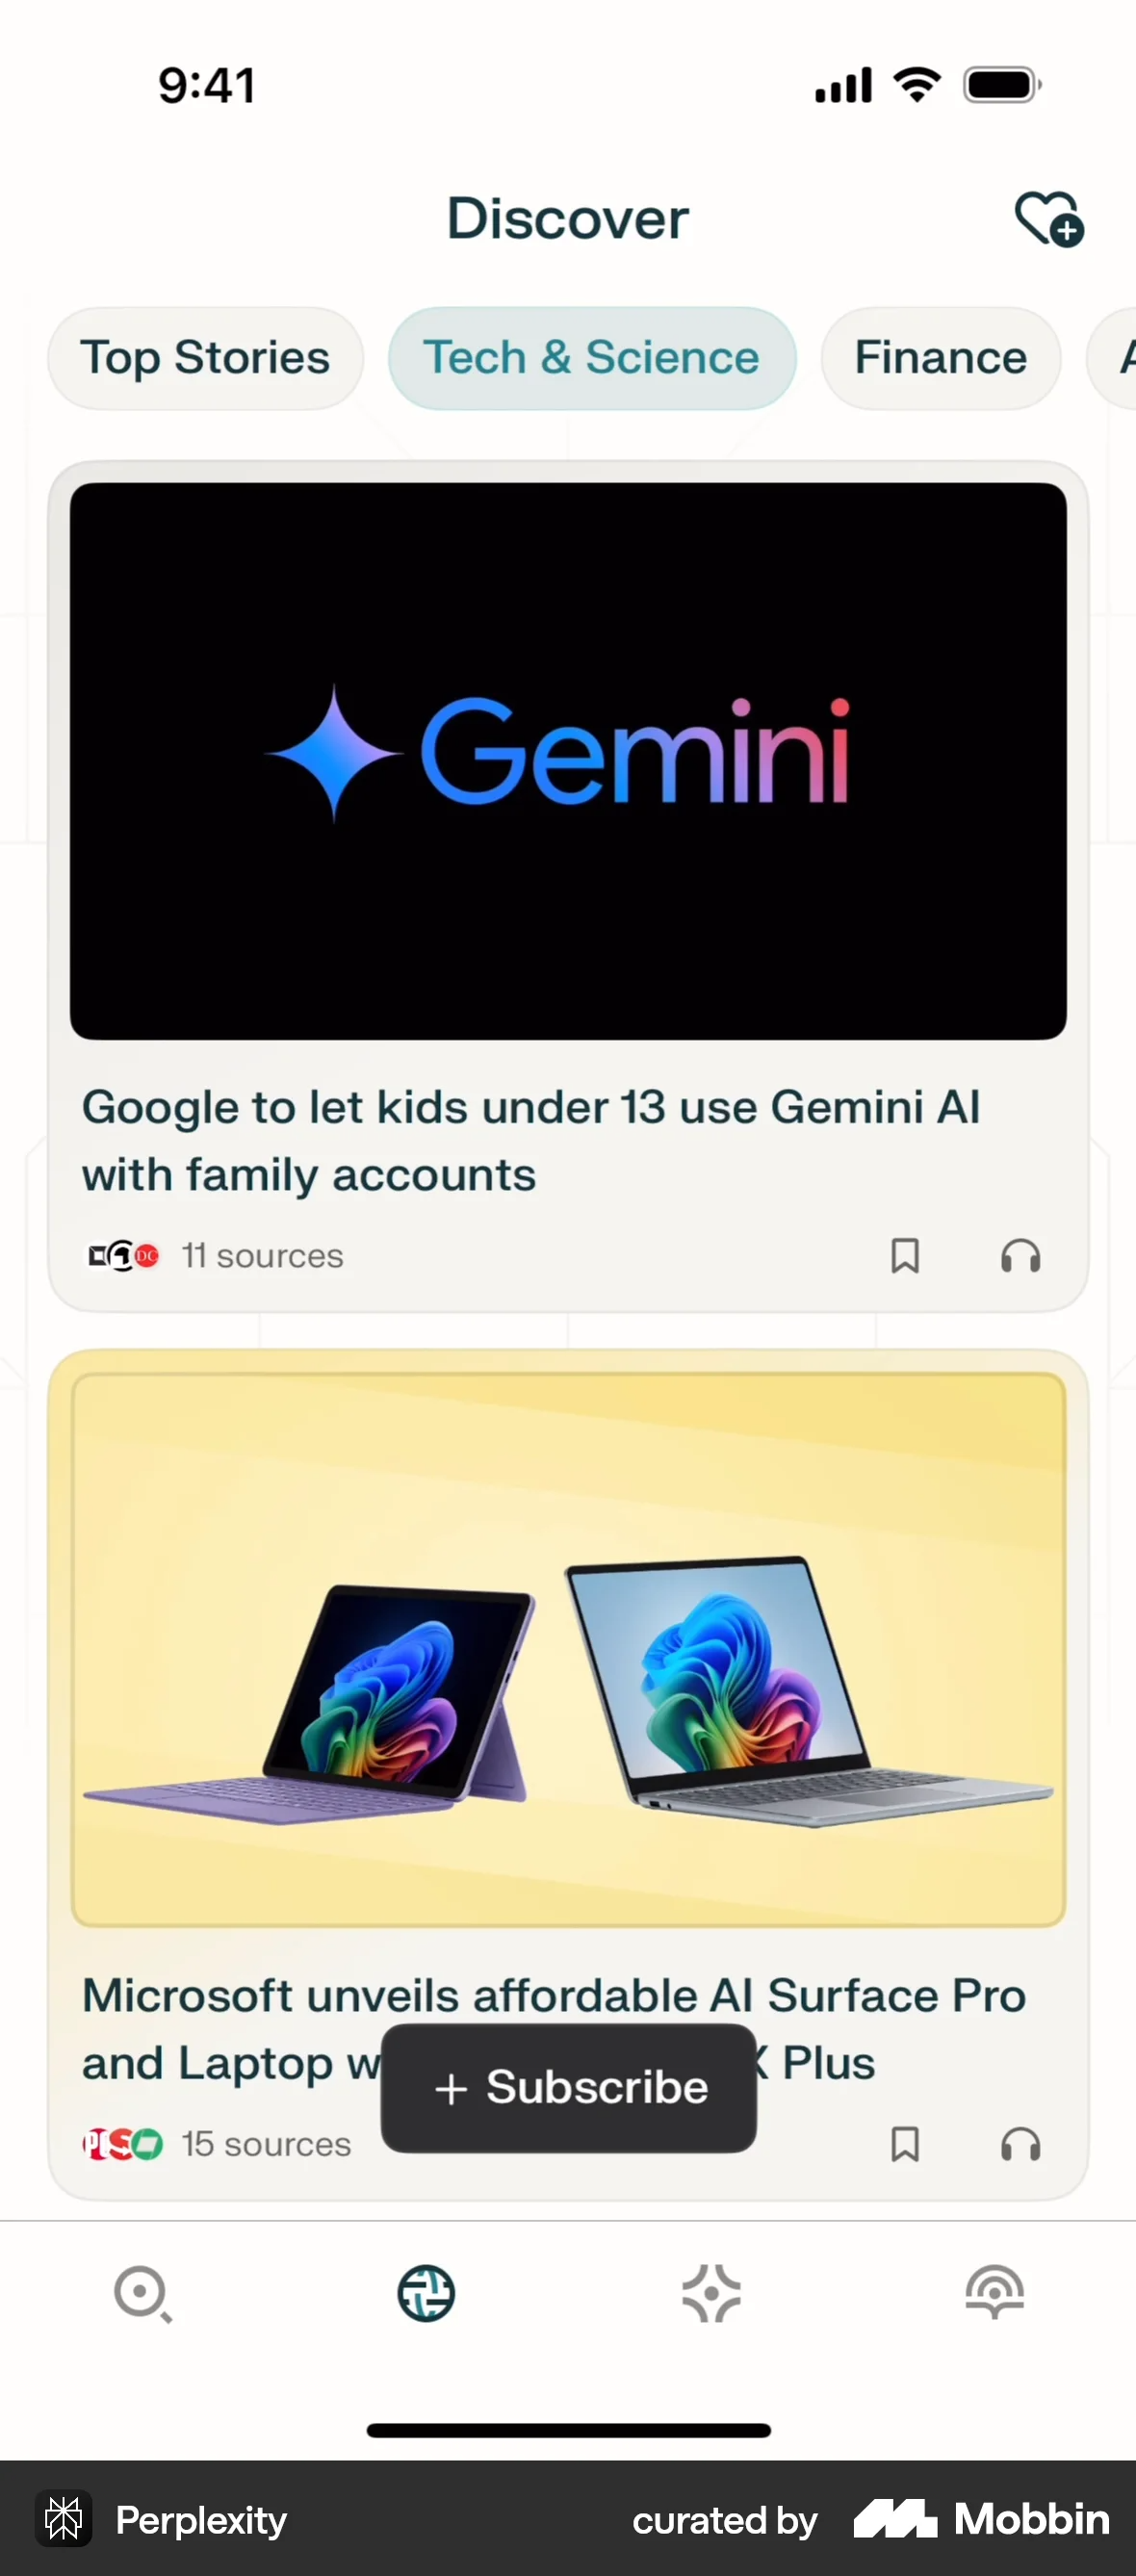 9:41
Discover
Top Stories
Tech & Science
Finance
Gemini
Google to let kids under 13 use Gemini AI
with family accounts
DC
11 sources
Microsoft unveils affordable AI Surface Pro
and Laptop w
X Plus
+ Subscribe
15 sources
Perplexity
curated by
Mobbin